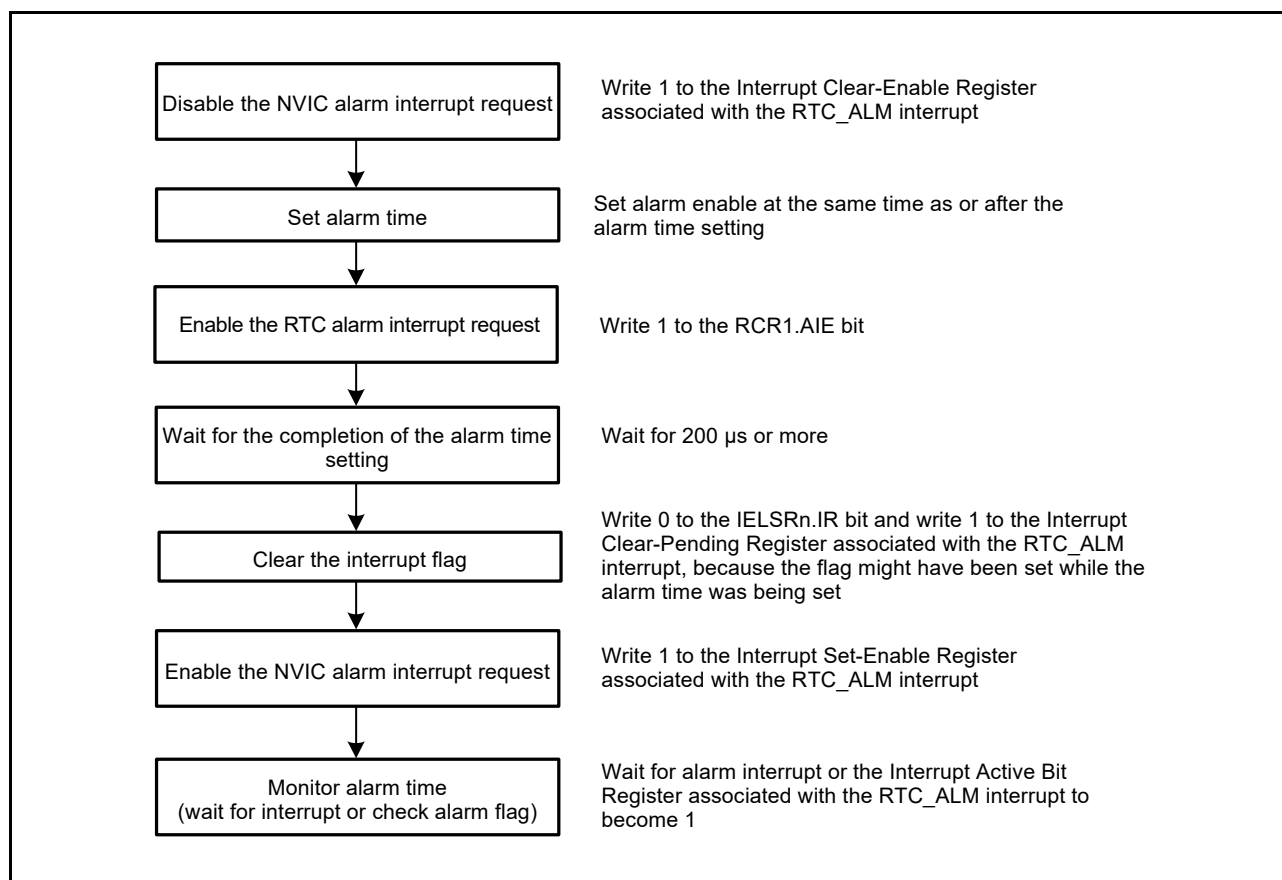 Disable the NVIC alarm interrupt request
Write 1 to the Interrupt Clear-Enable Register
associated with the RTC_ALM interrupt
Set alarm time
Set alarm enable at the same time as or after the
alarm time setting
Enable the RTC alarm interrupt request
Write 1 to the RCR1.AIE bit
Wait for the completion of the alarm time
setting
Wait for 200 µs or more
Clear the interrupt flag
Write 0 to the IELSRn.IR bit and write 1 to the Interrupt
Clear-Pending Register associated with the RTC_ALM
interrupt, because the flag might have been set while the
alarm time was being set
Enable the NVIC alarm interrupt request
Write 1 to the Interrupt Set-Enable Register
associated with the RTC_ALM interrupt
Monitor alarm time
(wait for interrupt or check alarm flag)
Wait for alarm interrupt or the Interrupt Active Bit
Register associated with the RTC_ALM interrupt to
become 1